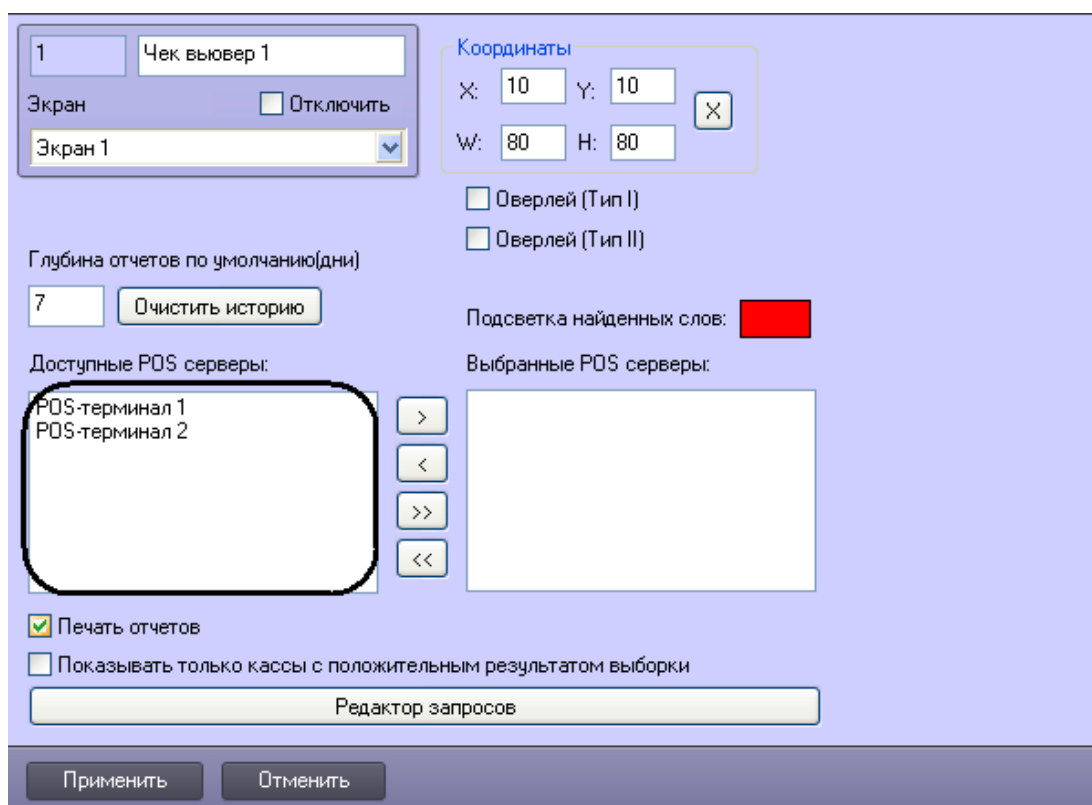 1
Чек вьювер 1
Экран
Отключить
Экран 1
Координаты
X: 10 Y: 10
X
W: 80 H: 80
Оверлей (Тип I)
Оверлей (Тип II)
Глубина отчетов по умолчанию(дни)
7
Очистить историю
Подсветка найденных слов:
Доступные POS серверы:
Выбранные POS серверы:
POS-терминал 1
POS-терминал 2
>
<
>>
<<
Печать отчетов
Показывать только кассы с положительным результатом выборки
Редактор запросов
Применить
Отменить